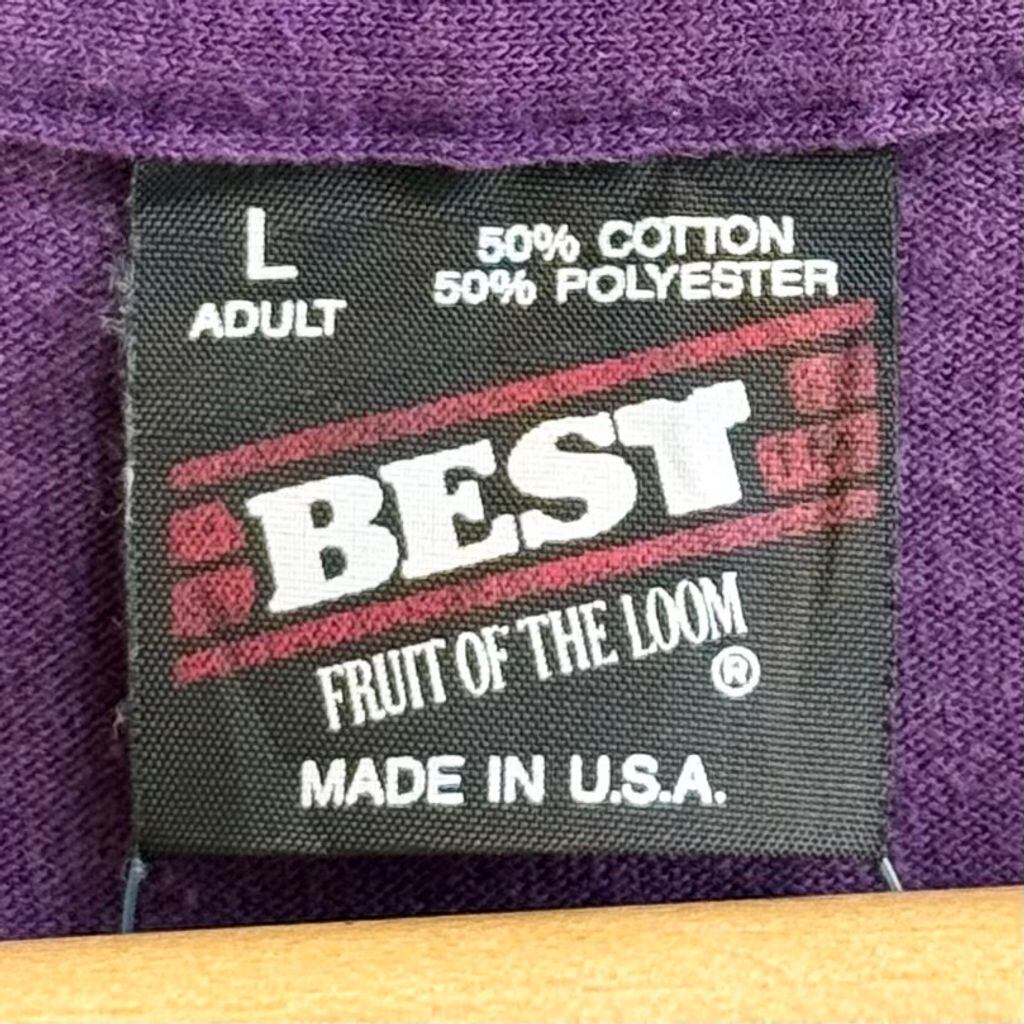 L
ADULT
50% COTTON
50% POLYESTER
BEST
FRUIT OF THE LOOM
®
MADE IN U.S.A.